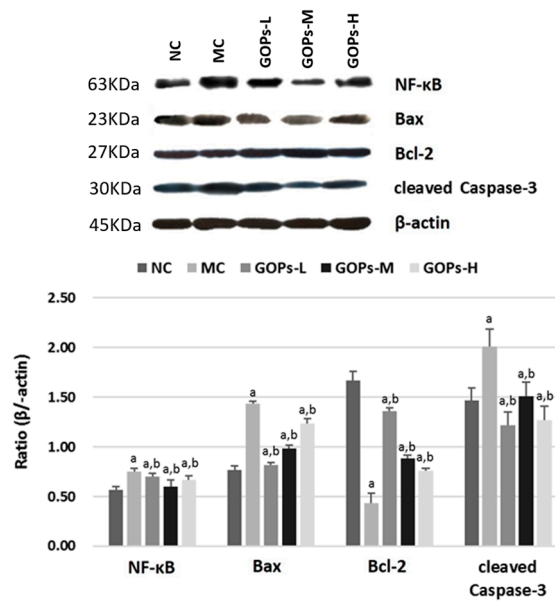 NC MC GOPs-L GOPs-M GOPs-H
63KDa NF-κB
23KDa Bax
27KDa Bcl-2
30KDa cleaved Caspase-3
45KDa β-actin
NC MC GOPs-L GOPs-M GOPs-H
Ratio (β/-actin)
2.50
2.00
1.50
1.00
0.50
0.00
a a,b a,b a,b
a a,b a,b a,b
a a,b a,b a,b
a a,b a,b a,b
NF-κB Bax Bcl-2 cleaved
Caspase-3